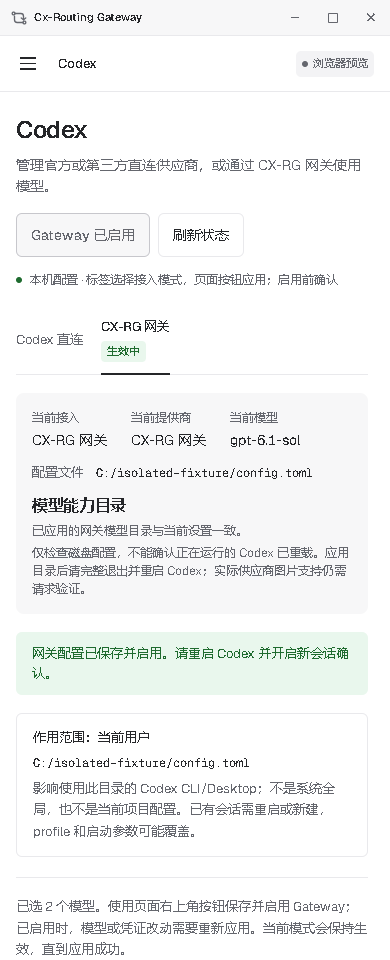 Cx-Routing Gateway
Codex
浏览器预览
Codex
管理官方或第三方直连供应商，或通过 CX-RG 网关使用
模型。
Gateway 已启用
刷新状态
本机配置 · 标签选择接入模式，页面按钮应用；启用前确认
Codex 直连
CX-RG 网关
生效中
当前接入
当前提供商
当前模型
CX-RG 网关
CX-RG 网关
gpt-6.1-sol
配置文件 C:/isolated-fixture/config.toml
模型能力目录
已应用的网关模型目录与当前设置一致。
仅检查磁盘配置，不能确认正在运行的 Codex 已重载。应用
目录后请完整退出并重启 Codex；实际供应商图片支持仍需
请求验证。
网关配置已保存并启用。请重启 Codex 并开启新会话确
认。
作用范围：当前用户
C:/isolated-fixture/config.toml
影响使用此目录的 Codex CLI/Desktop；不是系统全
局，也不是当前项目配置。已有会话需重启或新建，
profile 和启动参数可能覆盖。
已选 2 个模型。使用页面右上角按钮保存并启用 Gateway；
已启用时，模型或凭证改动需要重新应用。当前模式会保持生
效，直到应用成功。